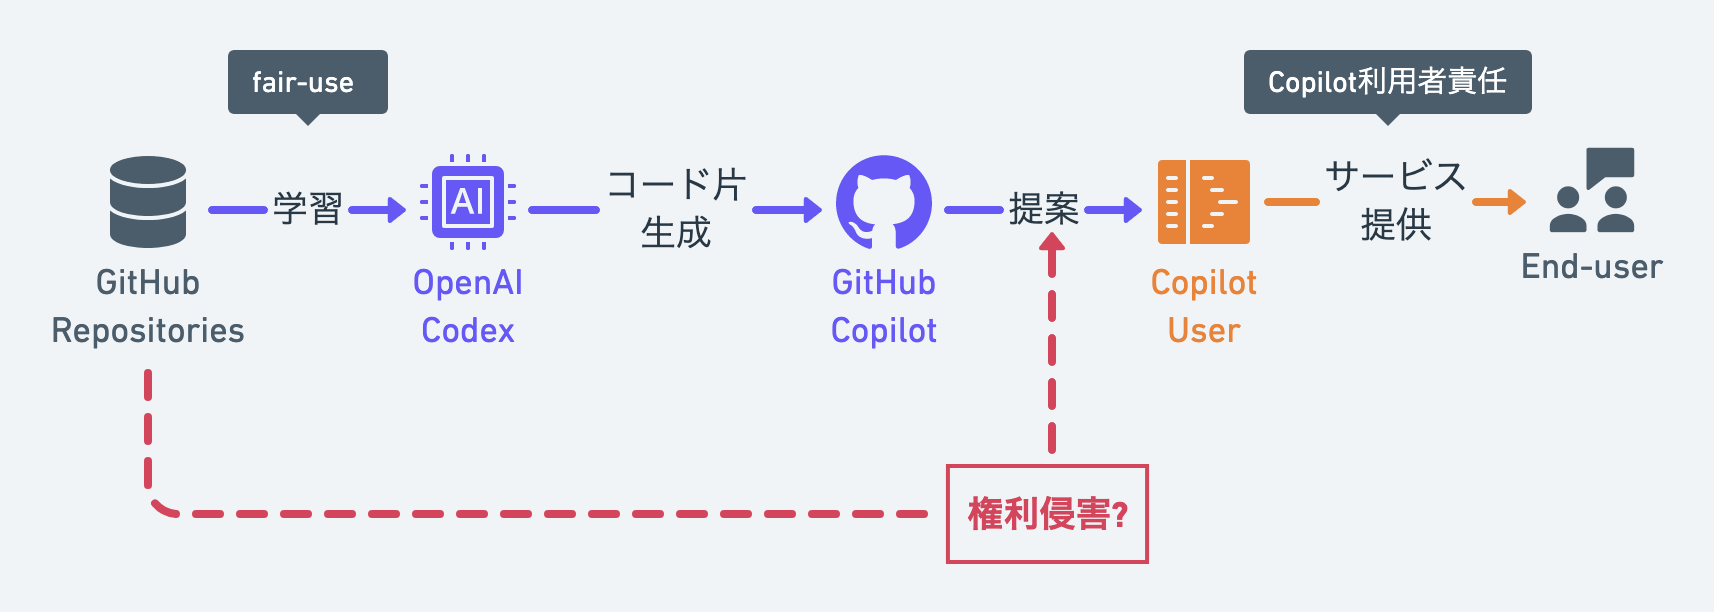 fair-use
Copilot利用者責任
学習
AI
コード片
生成
提案
サービス
提供
GitHub
Repositories
OpenAI
Codex
GitHub
Copilot
Copilot
User
End-user
権利侵害?